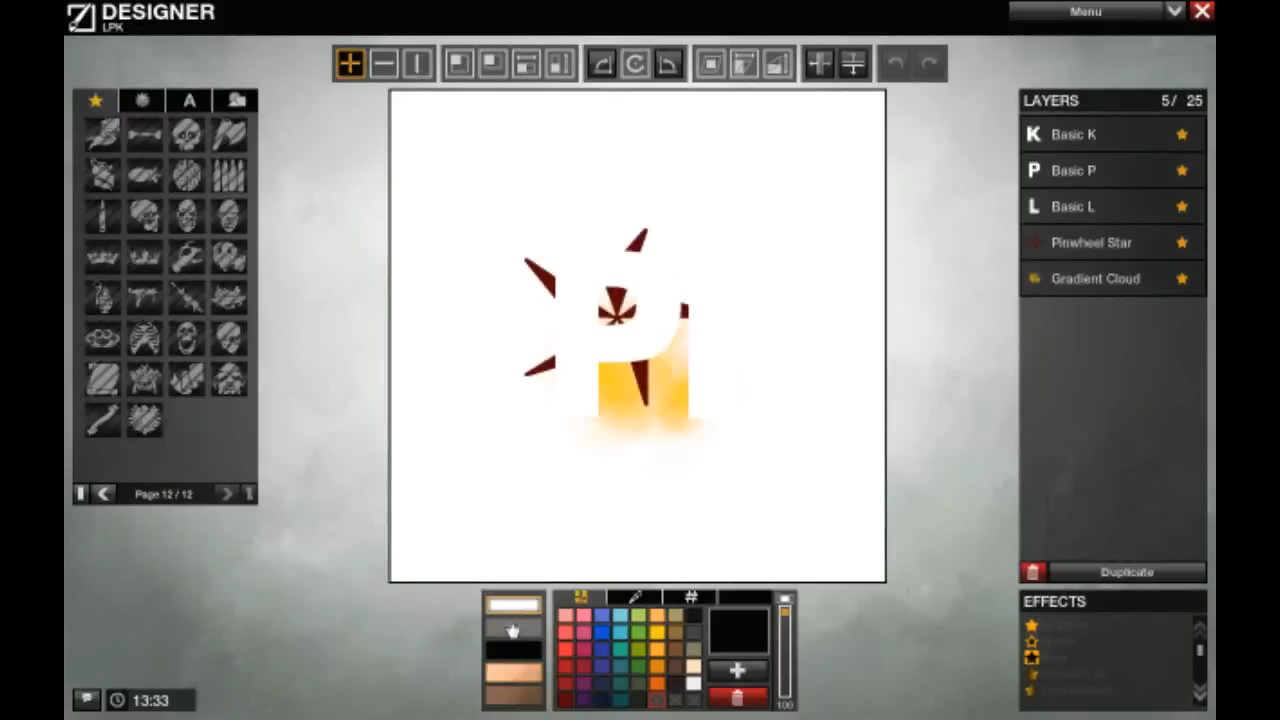 DESIGNER
LPK
Menu
A
LAYERS 5/ 25
K Basic K
P Basic P
L Basic L
Pinwheel Star
Gradient Cloud
Page 12 / 12
Duplicate
EFFECTS
#
100
13:33